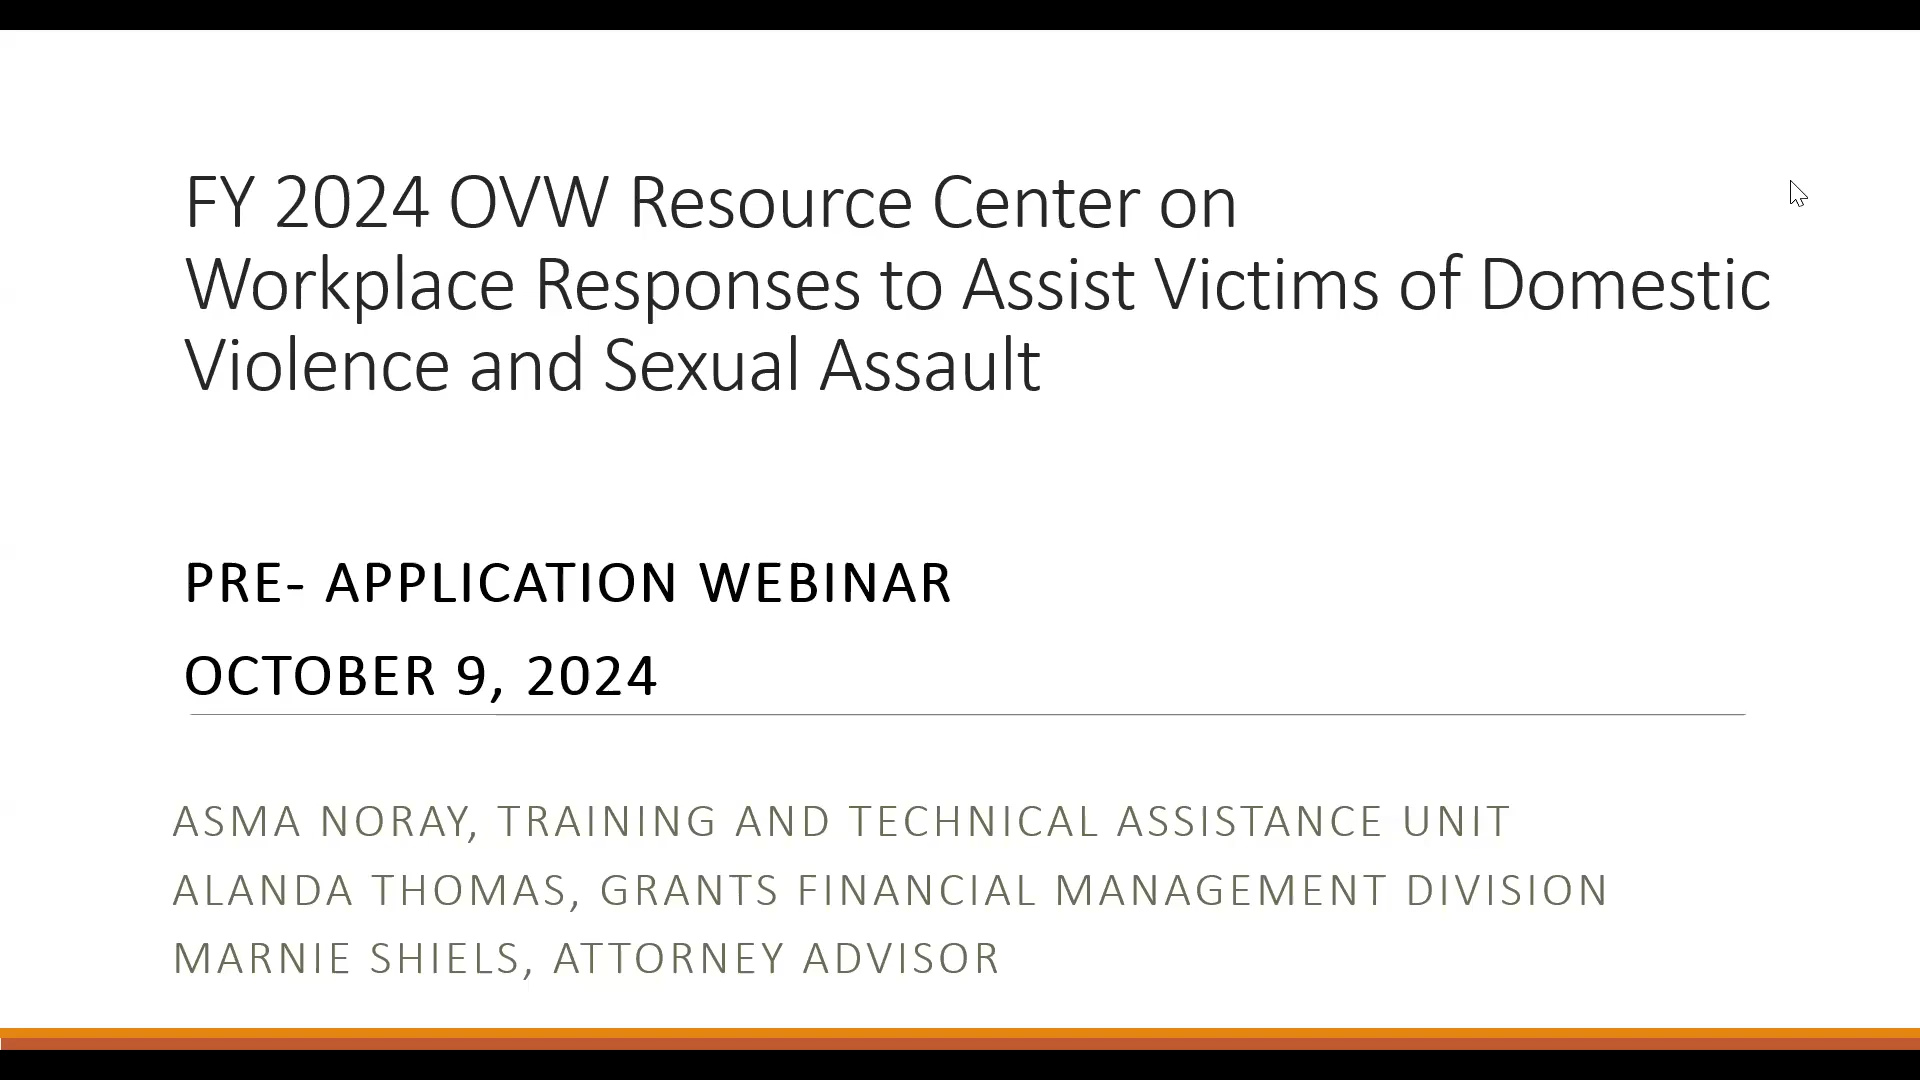 FY 2024 OVW Resource Center on
Workplace Responses to Assist Victims of Domestic
Violence and Sexual Assault
PRE- APPLICATION WEBINAR
OCTOBER 9, 2024
ASMA NORAY, TRAINING AND TECHNICAL ASSISTANCE UNIT
ALANDA THOMAS, GRANTS FINANCIAL MANAGEMENT DIVISION
MARNIE SHIELS, ATTORNEY ADVISOR